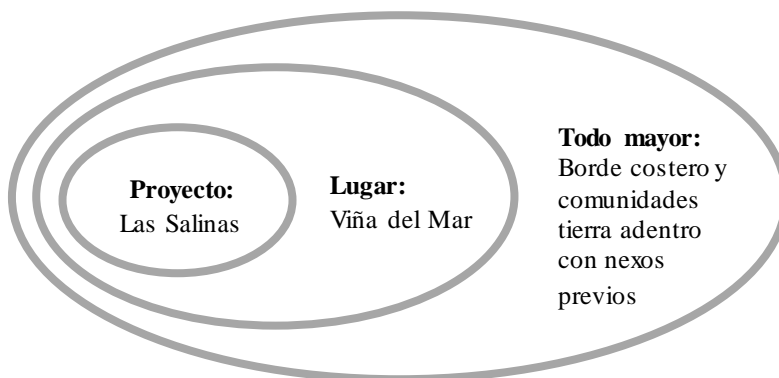 Proyecto:
Las Salinas
Lugar:
Viña del Mar
Todo mayor:
Borde costero y
comunidades
tierra adentro
con nexos
previos